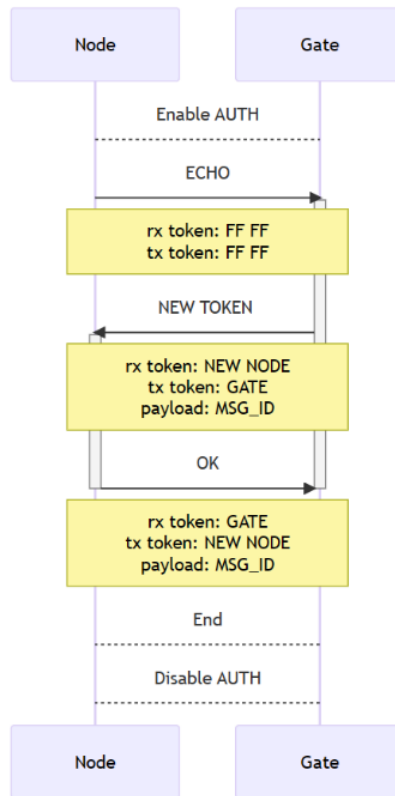 Node
Gate
Enable AUTH
ECHO
rx token: FF FF
tx token: FF FF
NEW TOKEN
rx token: NEW NODE
tx token: GATE
payload: MSG_ID
OK
rx token: GATE
tx token: NEW NODE
payload: MSG_ID
End
Disable AUTH
Node
Gate